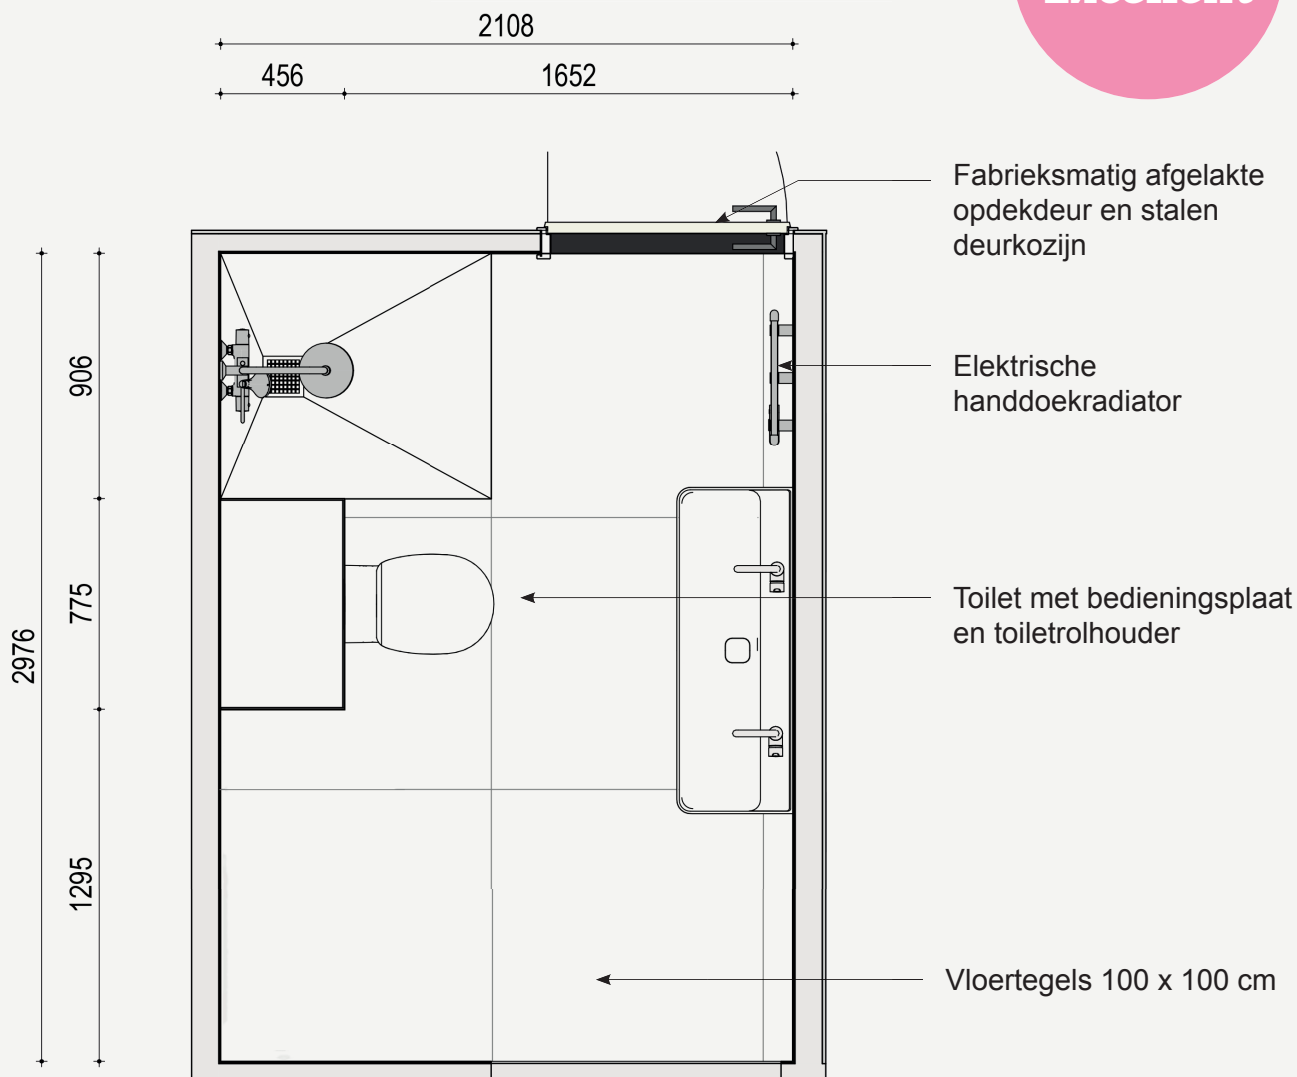 2108
456
1652
Fabrieksmatig afgelakte
opdekdeur en stalen
deurkozijn
906
Elektrische
handdoekradiator
775
2976
Toilet met bedieningsplaat
en toiletrolhouder
1295
Vloertegels 100 x 100 cm